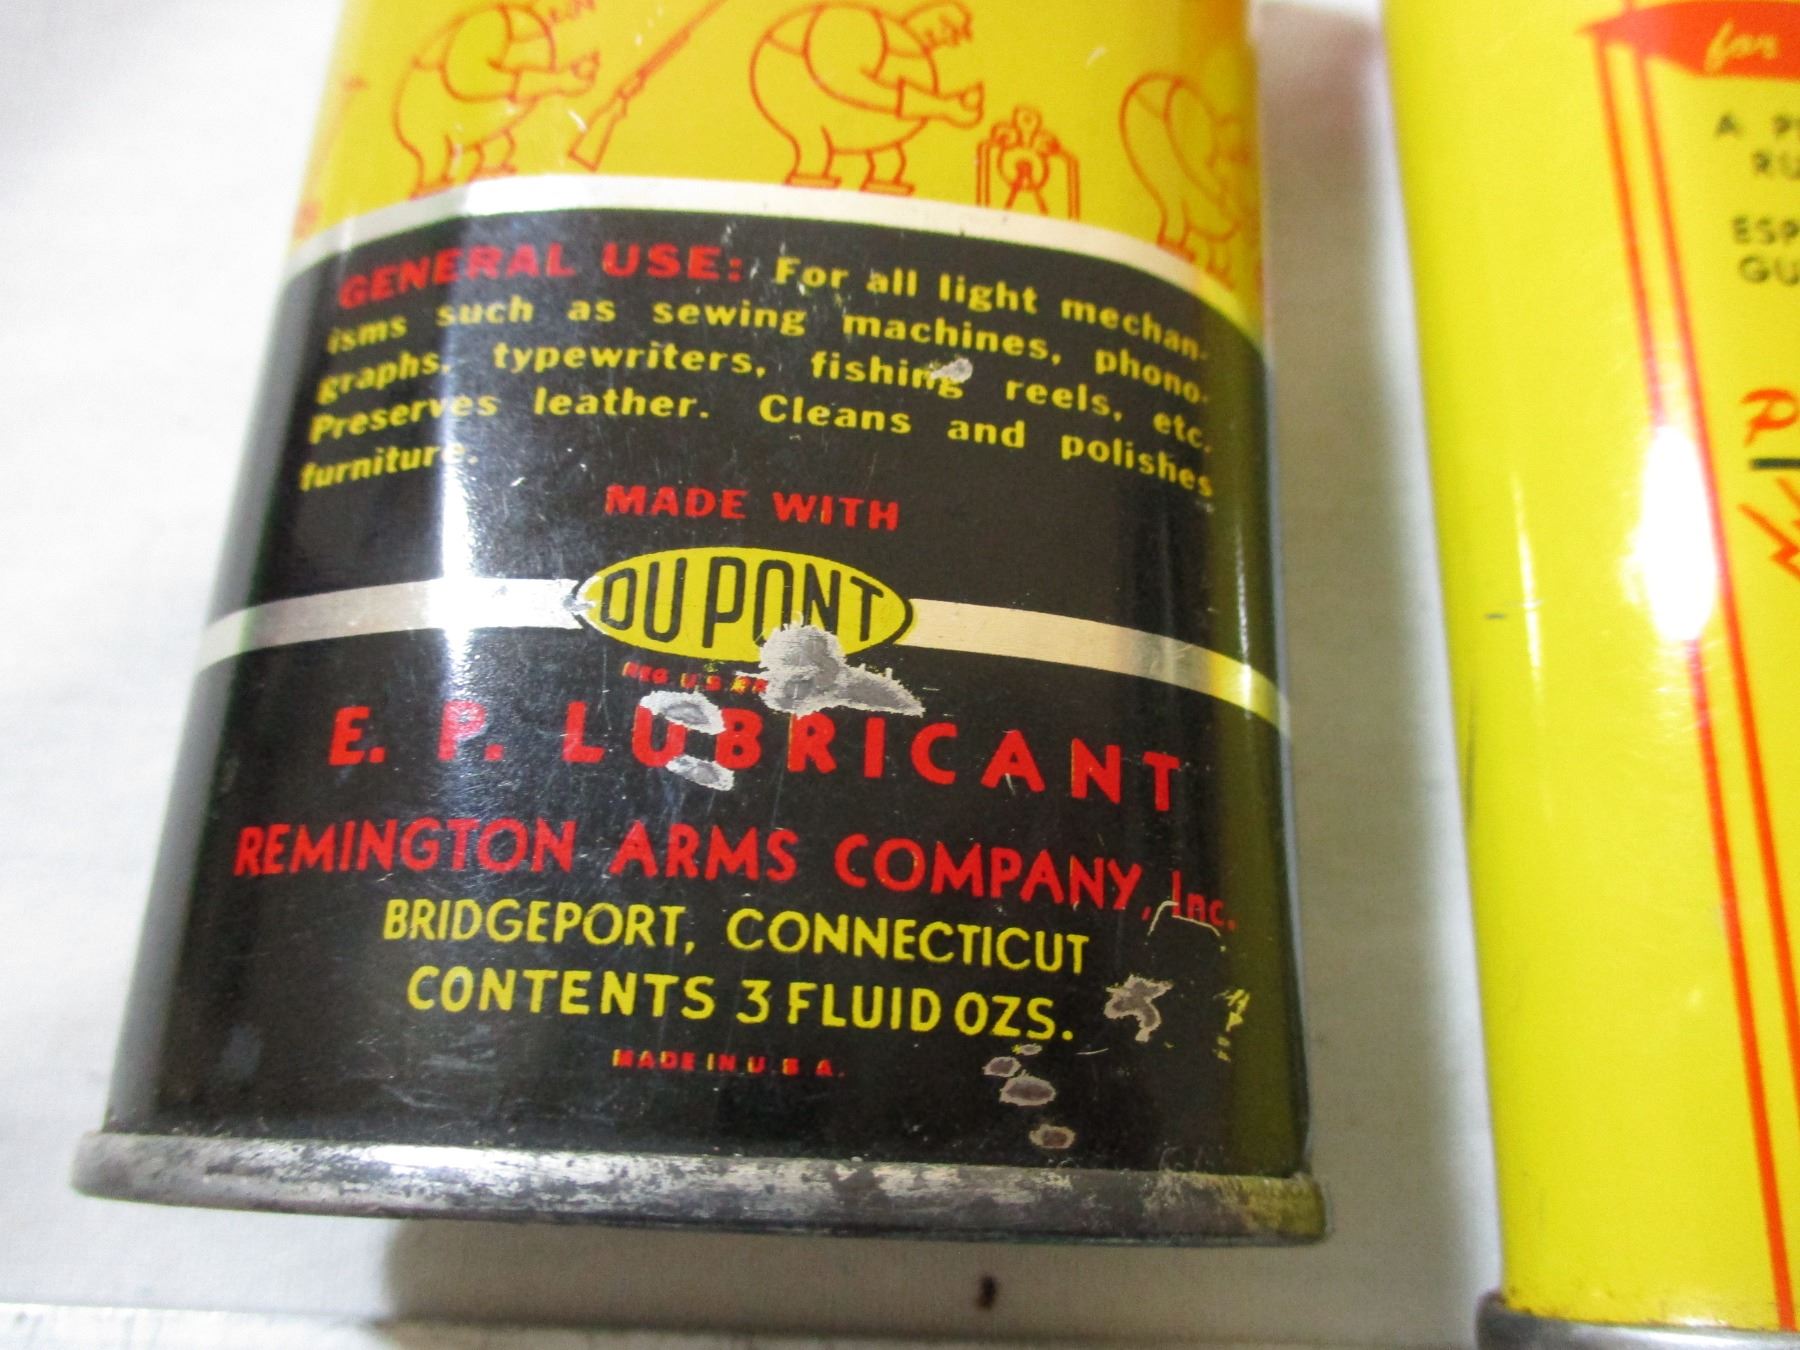 GENERAL USE: For all light mechan-
isms such as sewing machines, phono-
graphs, typewriters, fishing reels, etc.
Preserves leather. Cleans and polishes
furniture.
MADE WITH
DU PONT
REG U.S.
E. P. LUBRICANT
REMINGTON ARMS COMPANY, Inc.
BRIDGEPORT, CONNECTICUT
CONTENTS 3 FLUID OZS.
MADE IN U.S.A.
for
A